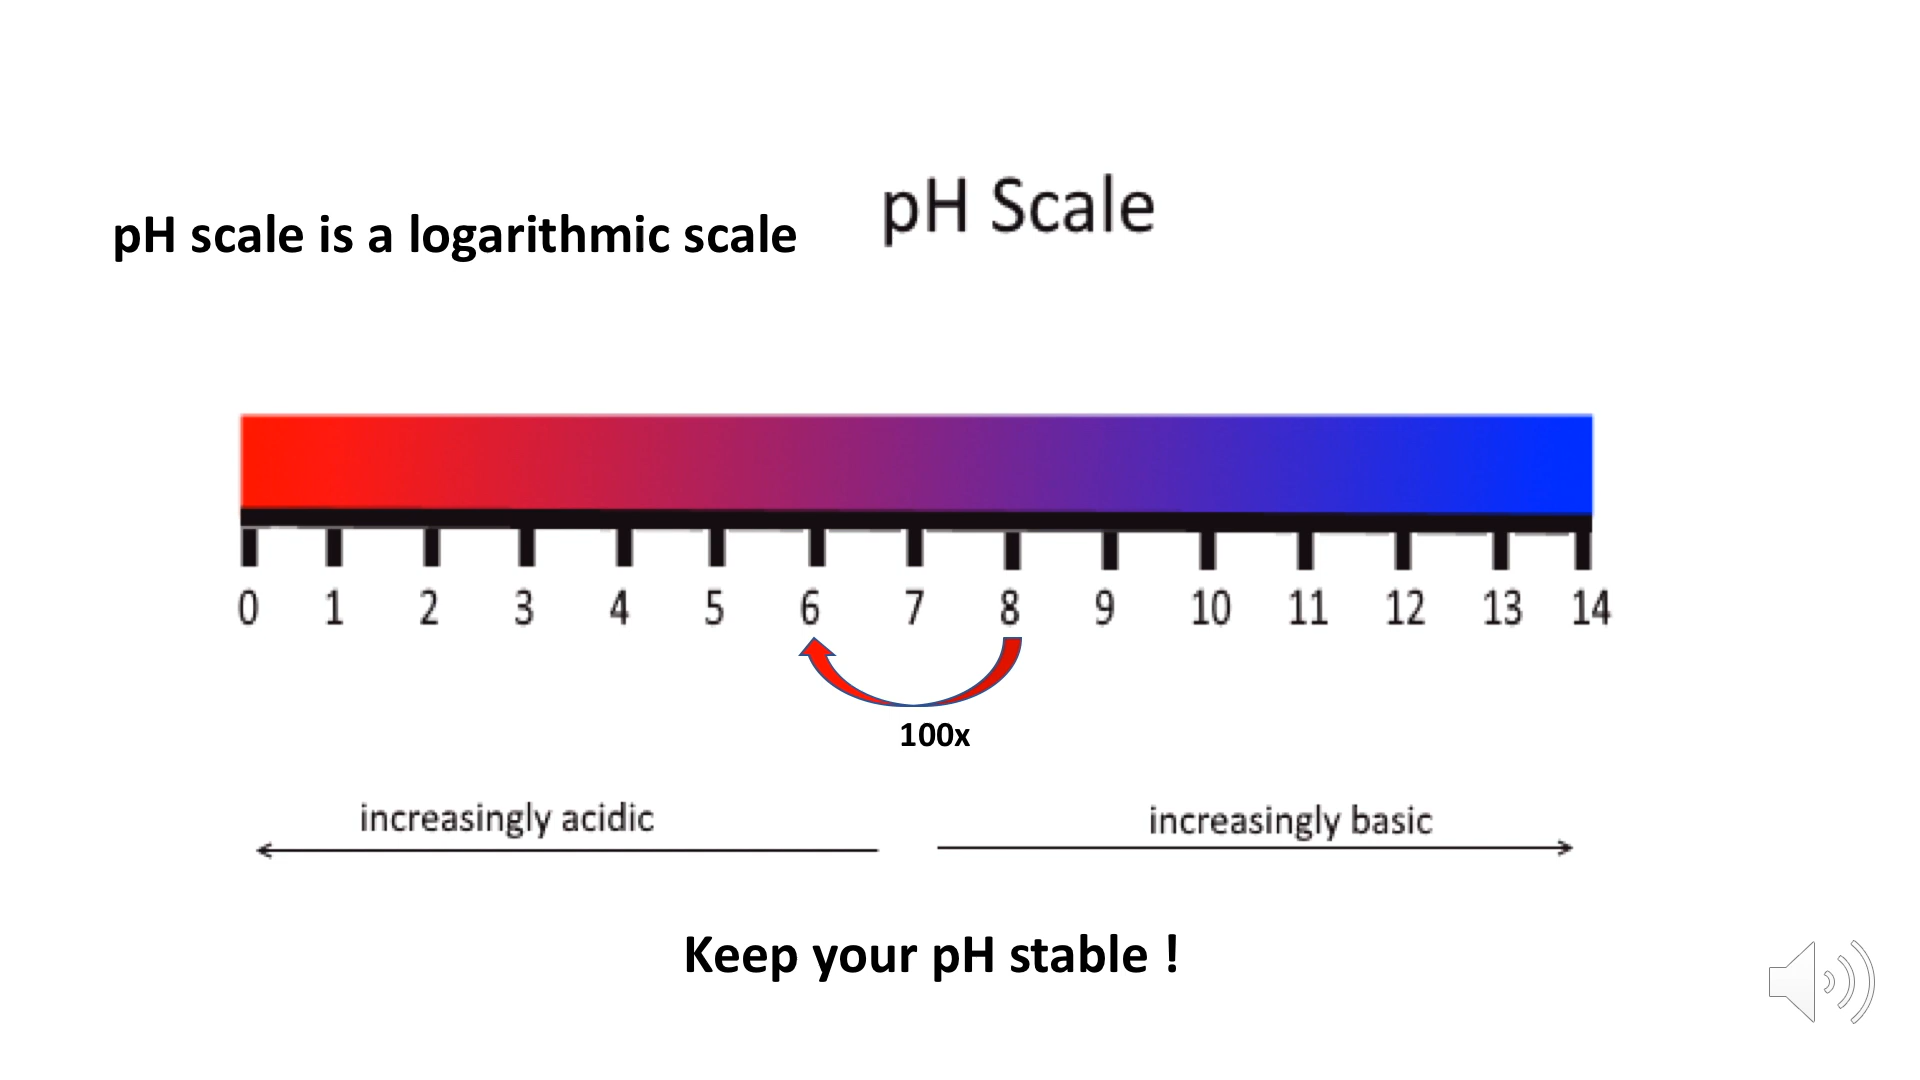 pH Scale
pH scale is a logarithmic scale
0 1 2 3 4 5 6 7 8 9 10 11 12 13 14
100x
increasingly acidic
increasingly basic
Keep your pH stable !